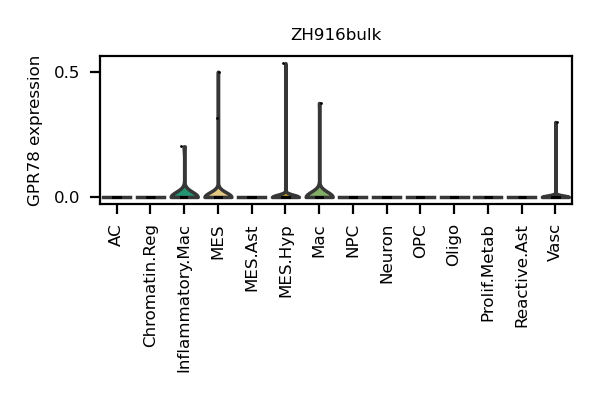 ZH916bulk
GPR78 expression
0.5
0.0
AC
Chromatin.Reg
Inflammatory.Mac
MES
MES.Ast
MES.Hyp
Mac
NPC
Neuron
OPC
Oligo
Prolif.Metab
Reactive.Ast
Vasc